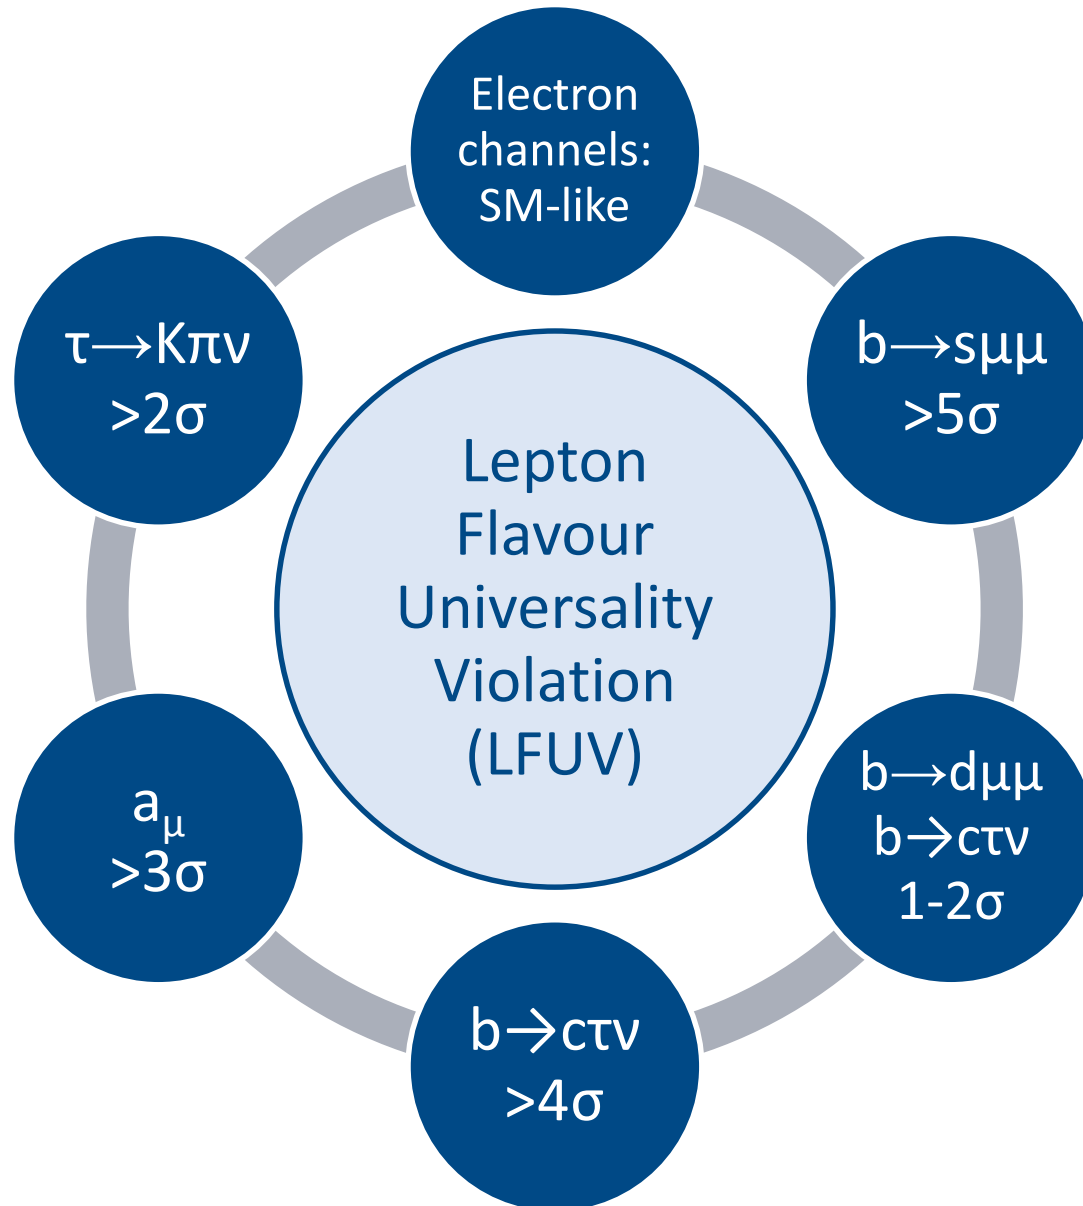 Electron
channels:
SM-like
τ→Kπν
>2σ
b→sμμ
>5σ
Lepton
Flavour
Universality
Violation
(LFUV)
aμ
>3σ
b→dμμ
b→cτν
1-2σ
b→cτν
>4σ